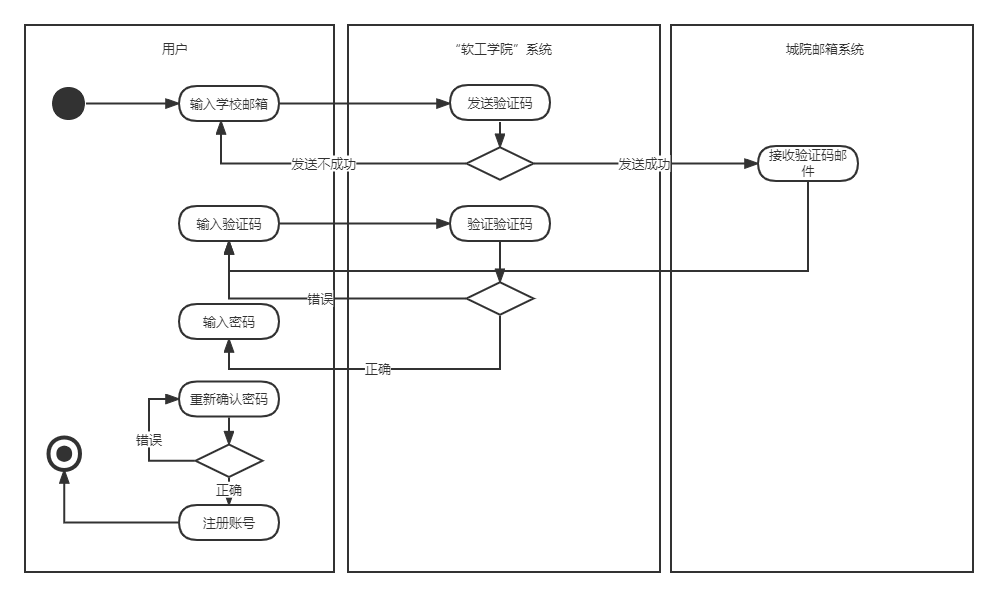 用户
“软工学院”系统
城院邮箱系统
输入学校邮箱
发送验证码
发送不成功
发送成功
接收验证码邮
件
输入验证码
验证验证码
错误
输入密码
正确
重新确认密码
错误
正确
注册账号